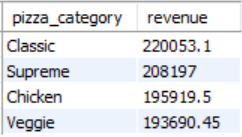 pizza_category revenue
Classic 220053.1
Supreme 208197
Chicken 195919.5
Veggie 193690.45